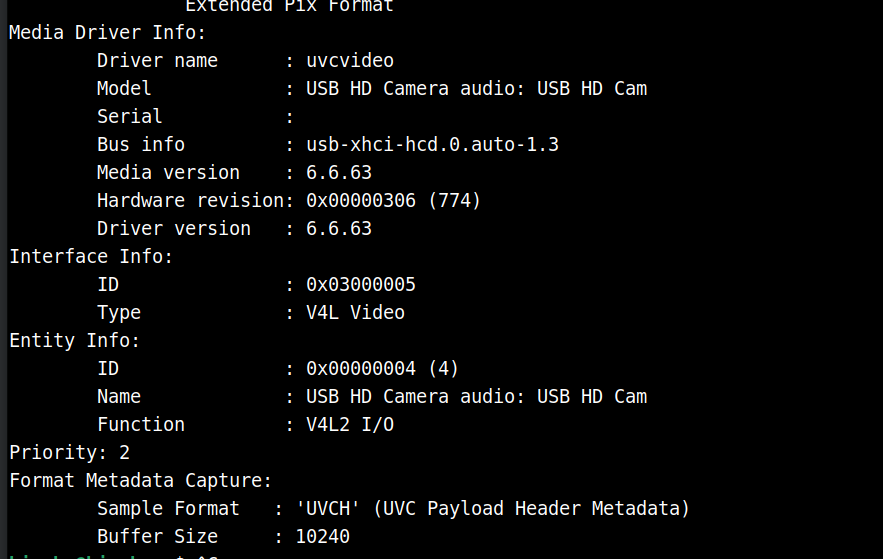 Extended Pix Format
Media Driver Info:
Driver name : uvcvideo
Model : USB HD Camera audio: USB HD Cam
Serial :
Bus info : usb-xhci-hcd.0.auto-1.3
Media version : 6.6.63
Hardware revision: 0x00000306 (774)
Driver version : 6.6.63
Interface Info:
ID : 0x03000005
Type : V4L Video
Entity Info:
ID : 0x00000004 (4)
Name : USB HD Camera audio: USB HD Cam
Function : V4L2 I/O
Priority: 2
Format Metadata Capture:
Sample Format : 'UVCH' (UVC Payload Header Metadata)
Buffer Size : 10240